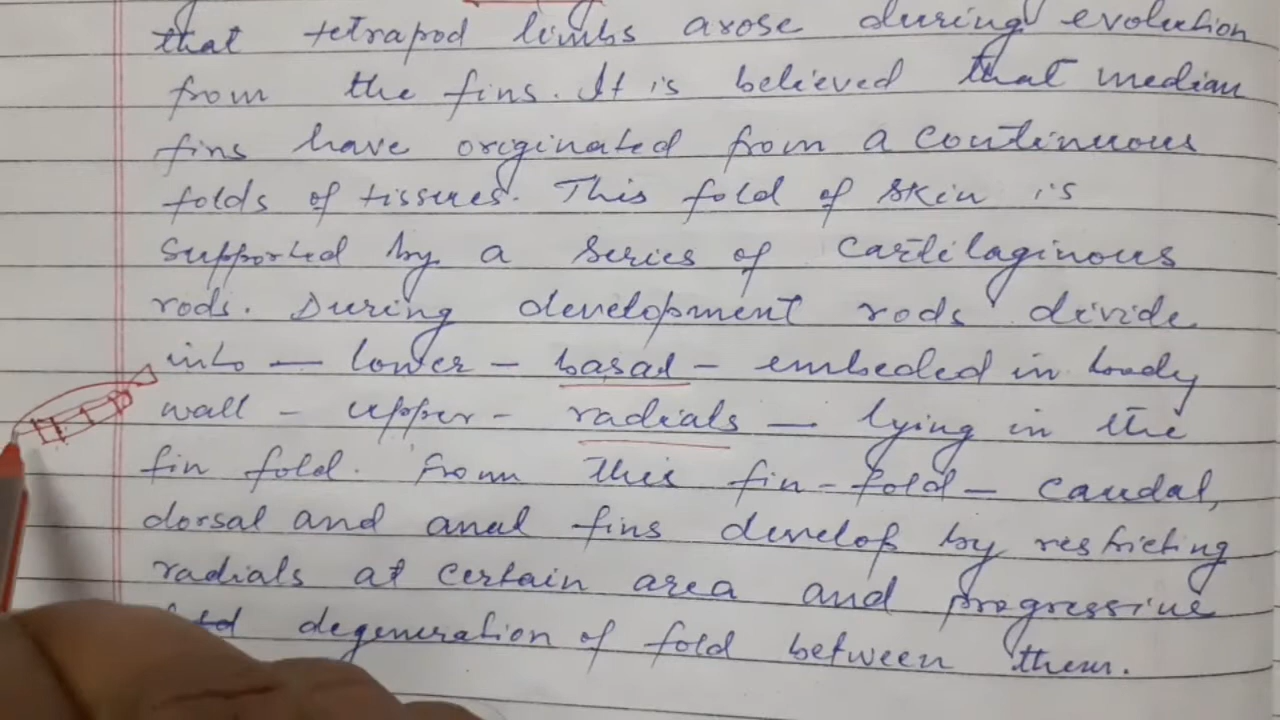 that tetrapod limbs arose during evolution
from the fins. It is believed that median
fins have originated from a continuous
folds of tissues. This fold of skin is
supported by a series of cartilaginous
rods. During development rods divide
into — lower - basal - embeded in body
wall - upper - radials — lying in the
fin fold. From this fin-fold — caudal,
dorsal and anal fins develop by restricting
radials at certain area and progressive
degeneration of fold between them.